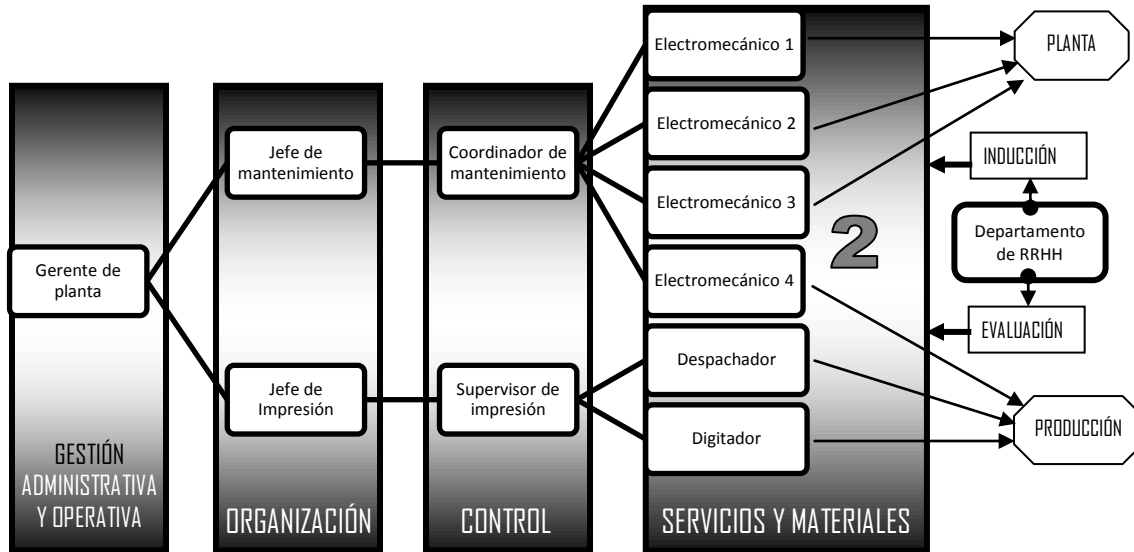 Gerente de
planta
GESTIÓN
ADMINISTRATIVA
Y OPERATIVA
Jefe de
mantenimiento
Jefe de
Impresión
ORGANIZACIÓN
Coordinador de
mantenimiento
Supervisor de
impresión
CONTROL
Electromecánico 1
Electromecánico 2
Electromecánico 3
Electromecánico 4
Despachador
Digitador
2
SERVICIOS Y MATERIALES
PLANTA
INDUCCIÓN
Departamento
de RRHH
EVALUACIÓN
PRODUCCIÓN